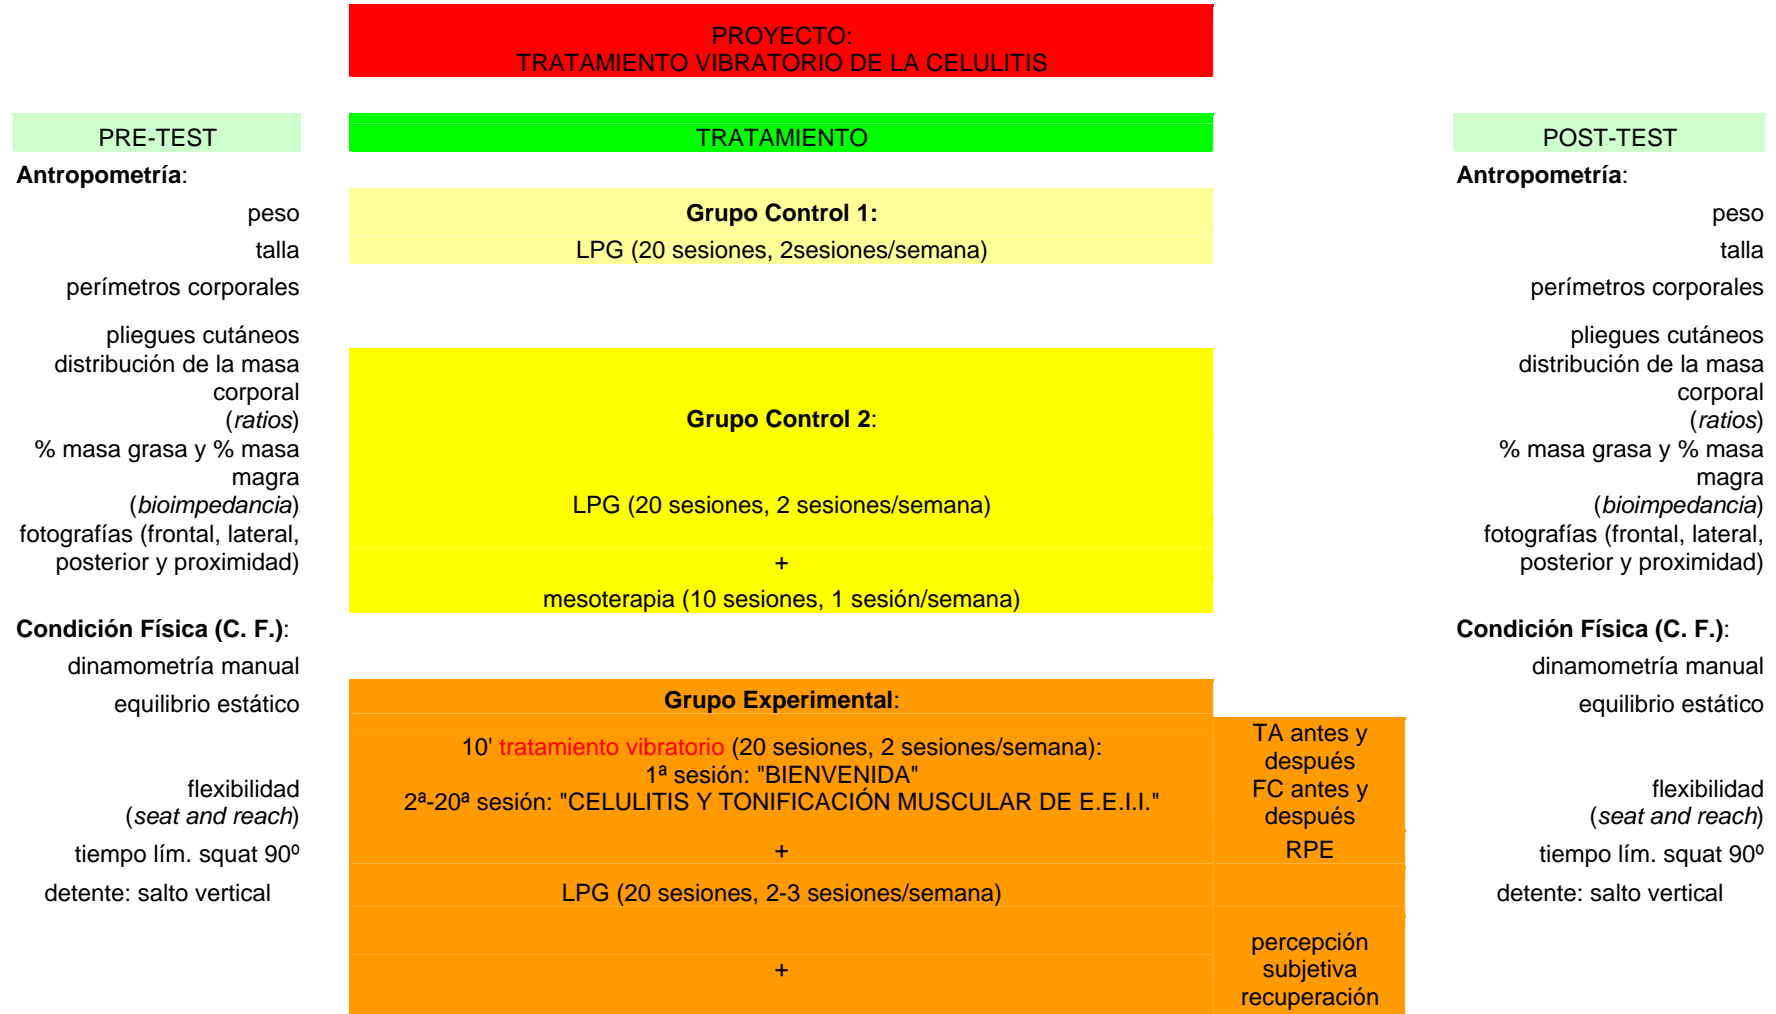 PROYECTO:
TRATAMIENTO VIBRATORIO DE LA CELULITIS
PRE-TEST
Antropometría:
peso
talla
perímetros corporales
pliegues cutáneos
distribución de la masa
corporal
(ratios)
% masa grasa y % masa
magra
(bioimpedancia)
fotografías (frontal, lateral,
posterior y proximidad)
Condición Física (C. F.):
dinamometría manual
equilibrio estático
flexibilidad
(seat and reach)
tiempo lím. squat 90º
detente: salto vertical
TRATAMIENTO
Grupo Control 1:
LPG (20 sesiones, 2sesiones/semana)
Grupo Control 2:
LPG (20 sesiones, 2 sesiones/semana)
+
mesoterapia (10 sesiones, 1 sesión/semana)
Grupo Experimental:
10' tratamiento vibratorio (20 sesiones, 2 sesiones/semana):
1ª sesión: "BIENVENIDA"
2ª-20ª sesión: "CELULITIS Y TONIFICACIÓN MUSCULAR DE E.E.I.I."
+
LPG (20 sesiones, 2-3 sesiones/semana)
+
TA antes y
después
FC antes y
después
RPE
percepción
subjetiva
recuperación
POST-TEST
Antropometría:
peso
talla
perímetros corporales
pliegues cutáneos
distribución de la masa
corporal
(ratios)
% masa grasa y % masa
magra
(bioimpedancia)
fotografías (frontal, lateral,
posterior y proximidad)
Condición Física (C. F.):
dinamometría manual
equilibrio estático
flexibilidad
(seat and reach)
tiempo lím. squat 90º
detente: salto vertical